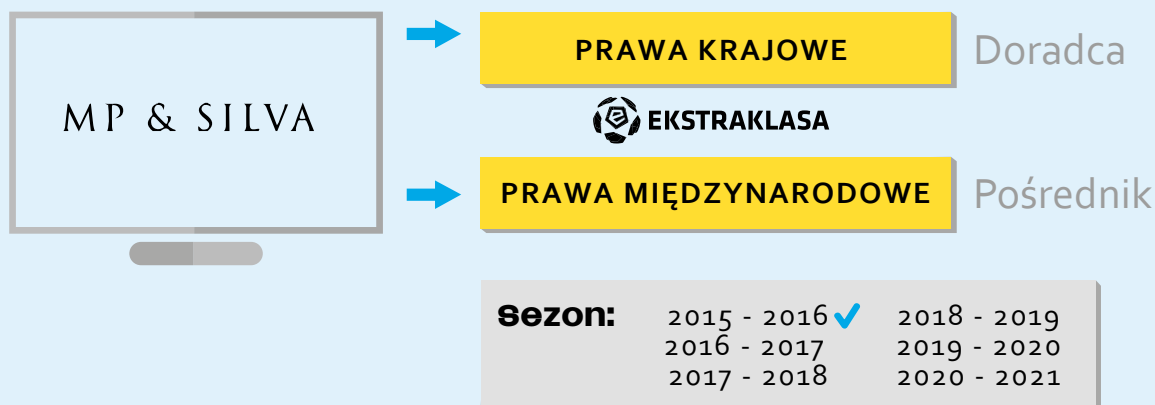 MP & SILVA
PRAWA KRAJOWE
Doradca
EKSTRAKLASA
PRAWA MIĘDZYNARODOWE
Pośrednik
Sezon:
2015 - 2016
2018 - 2019
2016 - 2017
2019 - 2020
2017 - 2018
2020 - 2021